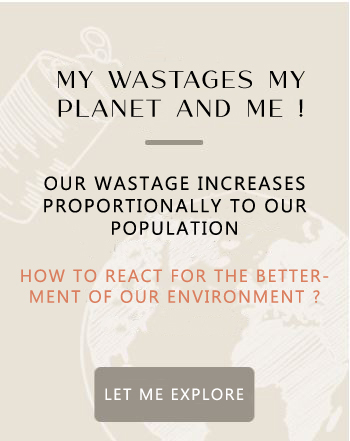 MY WASTAGES MY
PLANET AND ME !
OUR WASTAGE INCREASES
PROPORTIONALLY TO OUR
POPULATION
HOW TO REACT FOR THE BETTER-
MENT OF OUR ENVIRONMENT ?
LET ME EXPLORE